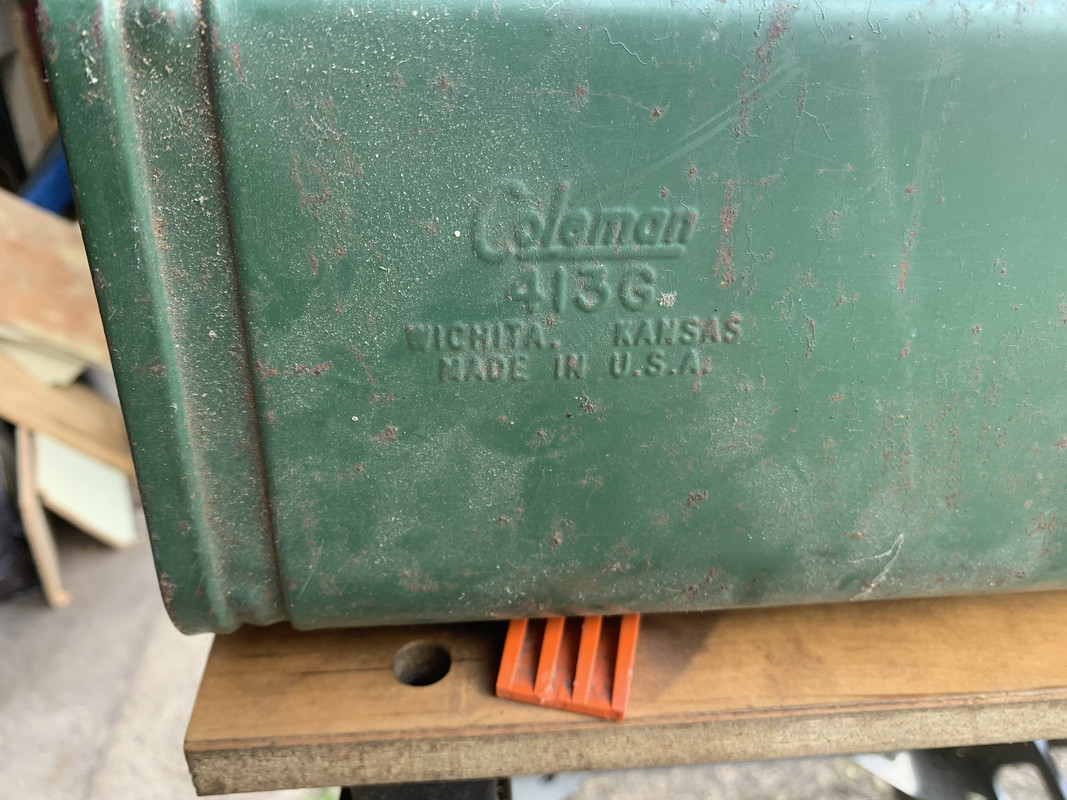 Coleman
413G
WICHITA. KANSAS
MADE IN U.S.A.